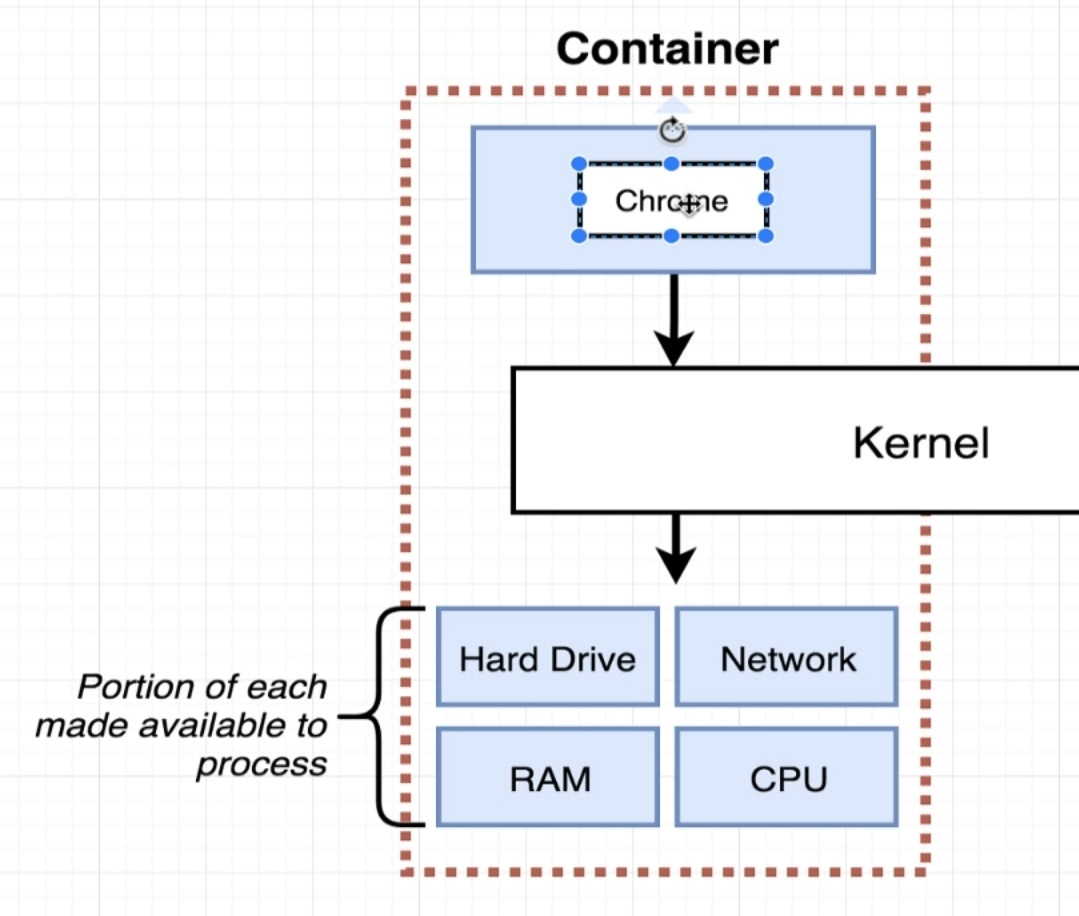 Container
Chrome
Kernel
Hard Drive
Network
Portion of each
made available to
process
RAM
CPU